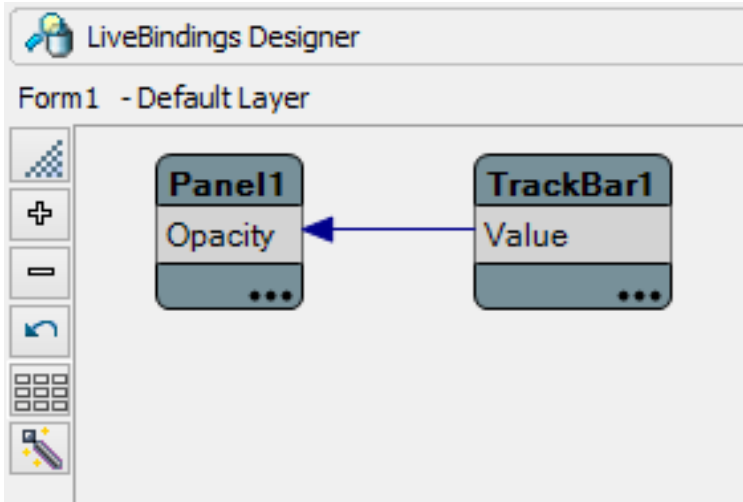 LiveBindings Designer
Form1 - Default Layer
Panel1
Opacity
TrackBar1
Value